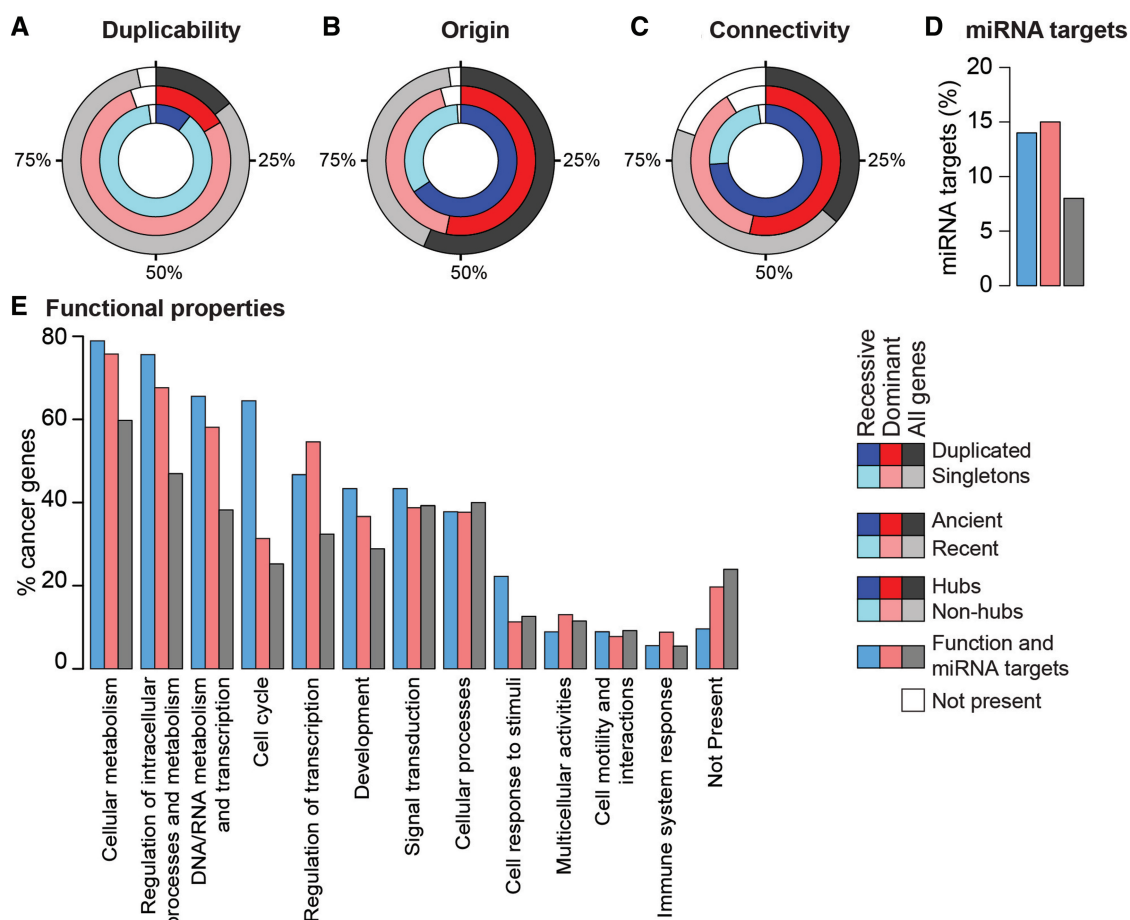 A Duplicability
B Origin
C Connectivity
D miRNA targets
75%
25%
50%
75%
25%
50%
75%
25%
50%
miRNA targets (%)
20
15
10
5
0
E Functional properties
% cancer genes
80
60
40
20
0
Cellular metabolism
Regulation of intracellular
processes and metabolism
DNA/RNA metabolism
and transcription
Cell cycle
Regulation of transcription
Development
Signal transduction
Cellular processes
Cell response to stimuli
Multicellular activities
Cell motility and
interactions
Immune system response
Not Present
Recessive
Dominant
All genes
Duplicated
Singletons
Ancient
Recent
Hubs
Non-hubs
Function and
miRNA targets
Not present